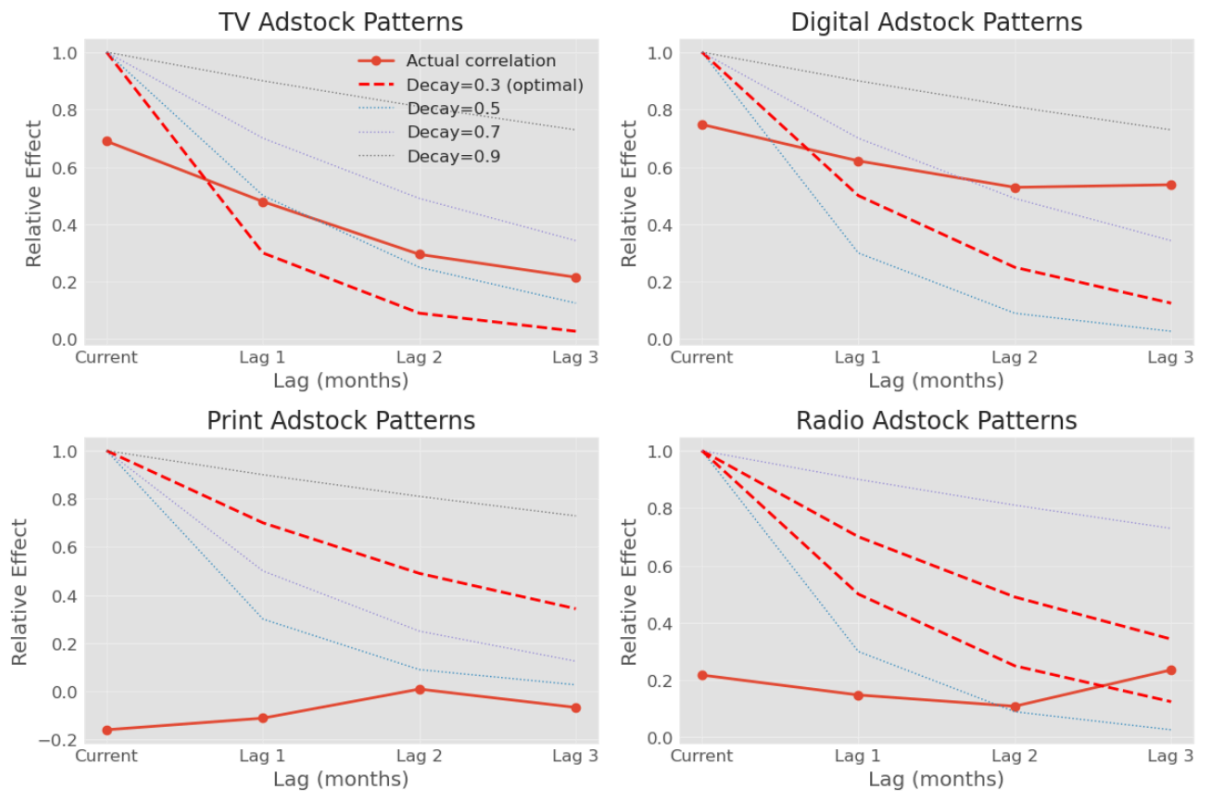 TV Adstock Patterns
Relative Effect
1.0
0.8
0.6
0.4
0.2
0.0
Actual correlation
Decay=0.3 (optimal)
Decay=0.5
Decay=0.7
Decay=0.9
Current Lag 1 Lag 2 Lag 3
Lag (months)
Digital Adstock Patterns
Relative Effect
1.0
0.8
0.6
0.4
0.2
0.0
Current Lag 1 Lag 2 Lag 3
Lag (months)
Print Adstock Patterns
Relative Effect
1.0
0.8
0.6
0.4
0.2
0.0
−0.2
Current Lag 1 Lag 2 Lag 3
Lag (months)
Radio Adstock Patterns
Relative Effect
1.0
0.8
0.6
0.4
0.2
0.0
Current Lag 1 Lag 2 Lag 3
Lag (months)